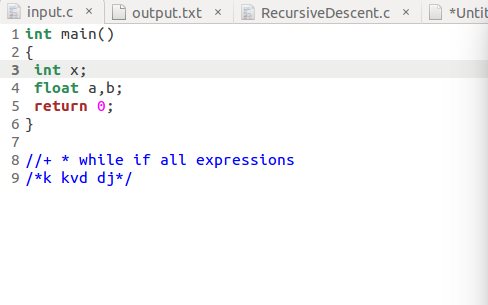 input.c × output.txt × RecursiveDescent.c × *Untit
1 int main()
2 {
3 int x;
4 float a,b;
5 return 0;
6 }
7
8 //+ * while if all expressions
9 /*k kvd dj*/